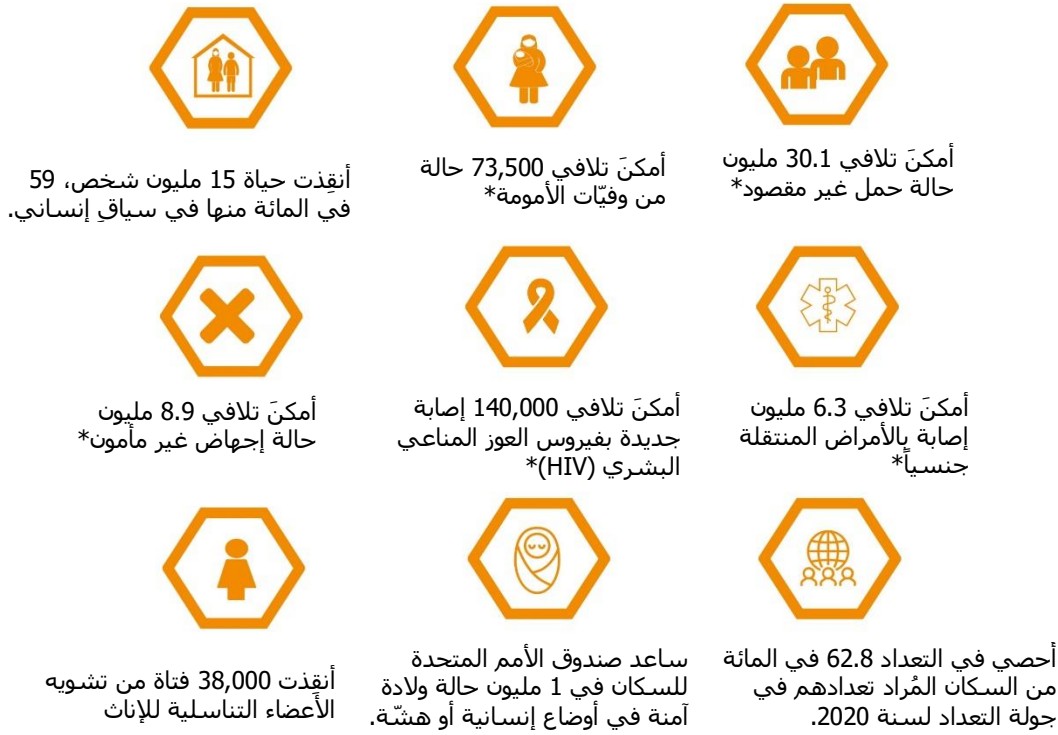 أمكنَ تلافي 30.1 مليون
حالة حمل غير مقصود*
أمكنَ تلافي 73,500 حالة
من وفيّات الأمومة*
أنقِذت حياة 15 مليون شخص، 59
في المائة منها في سياقٍ إنساني.
أمكنَ تلافي 6.3 مليون
إصابة بالأمراض المنتقلة
جنسياً*
أمكنَ تلافي 140,000 إصابة
جديدة بفيروس العوز المناعي
البشري (HIV)*
أمكنَ تلافي 8.9 مليون
حالة إجهاض غير مأمون*
أحصي في التعداد 62.8 في المائة
من السكان المُراد تعدادهم في
جولة التعداد لسنة 2020.
ساعد صندوق الأمم المتحدة
للسكان في 1 مليون حالة ولادة
آمنة في أوضاع إنسانية أو هشّة.
أنقِذت 38,000 فتاة من تشويه
الأعضاء التناسلية للإناث